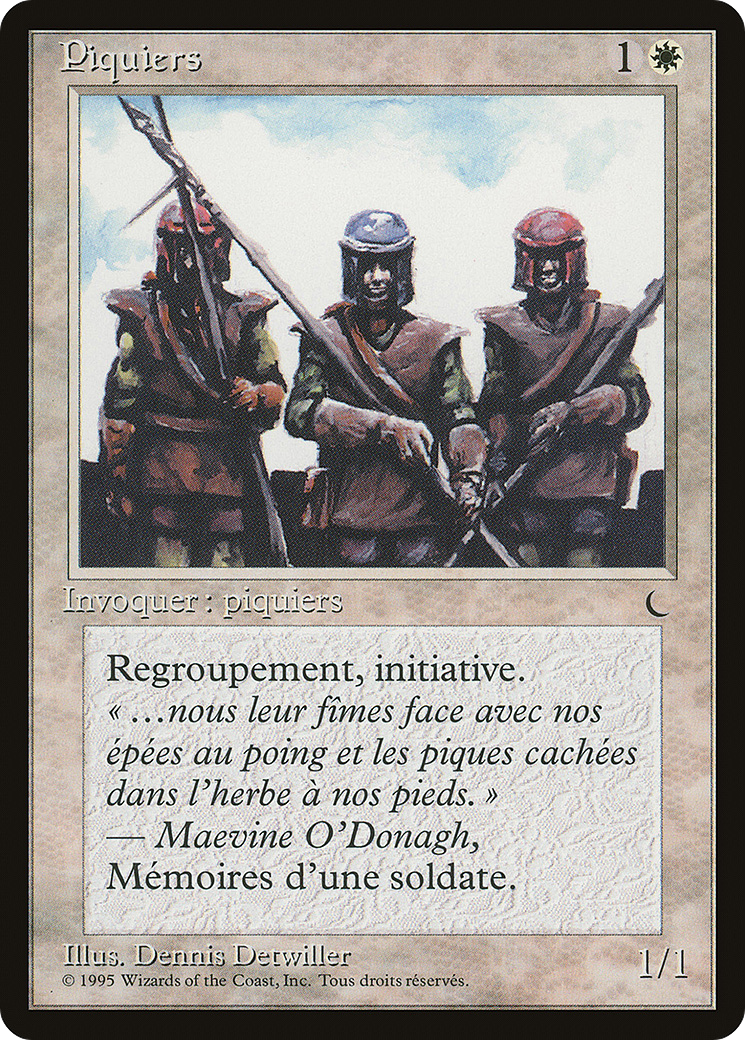 Piquiers 1
Invoquer : piquiers
Regroupement, initiative.
« …nous leur fîmes face avec nos
épées au poing et les piques cachées
dans l'herbe à nos pieds. »
— Maevine O'Donagh,
Mémoires d'une soldate.
Illus. Dennis Detwiller
1/1
© 1995 Wizards of the Coast, Inc. Tous droits réservés.